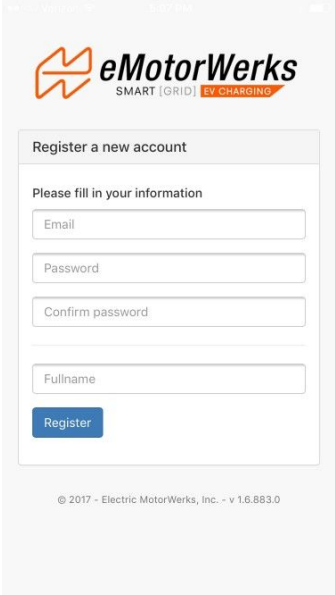 eMotorWerks
SMART [GRID] EV CHARGING
Register a new account
Please fill in your information
Email
Password
Confirm password
Fullname
Register
© 2017 - Electric MotorWerks, Inc. - v 1.6.883.0